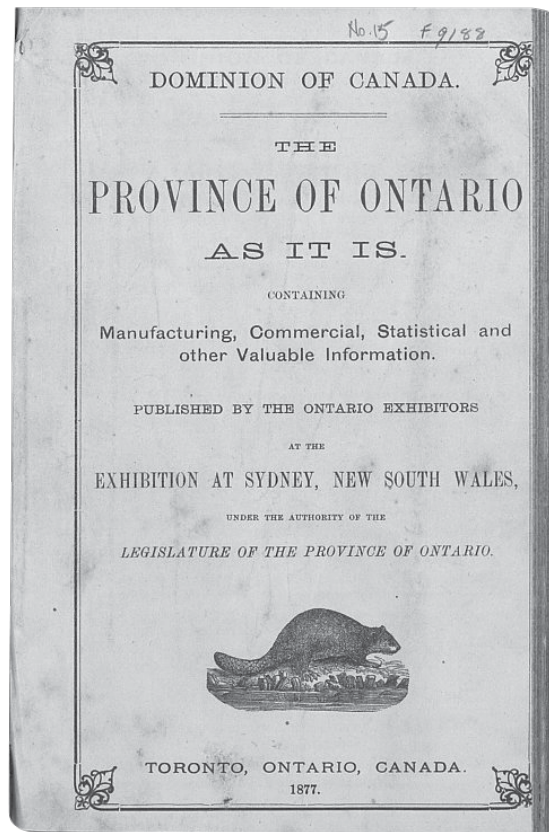 No. 15 F 9188
DOMINION OF CANADA.
THE
PROVINCE OF ONTARIO
AS IT IS.
CONTAINING
Manufacturing, Commercial, Statistical and
other Valuable Information.
PUBLISHED BY THE ONTARIO EXHIBITORS
AT THE
EXHIBITION AT SYDNEY, NEW SOUTH WALES,
UNDER THE AUTHORITY OF THE
LEGISLATURE OF THE PROVINCE OF ONTARIO.
TORONTO, ONTARIO, CANADA.
1877.